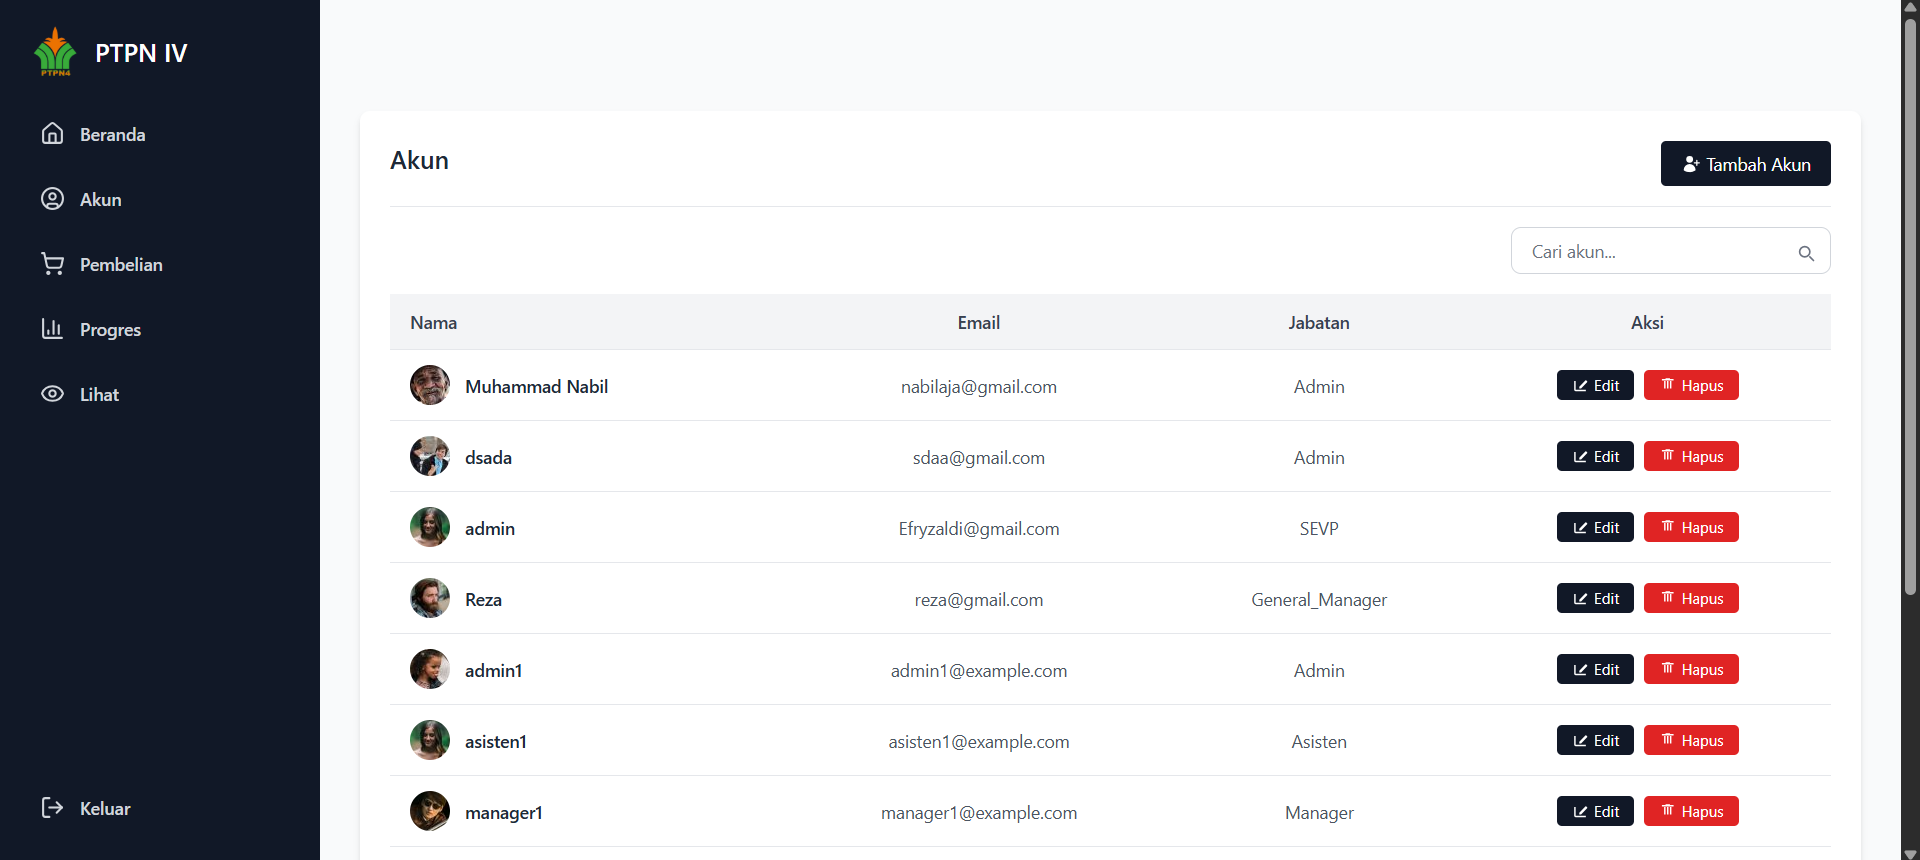 PTPN4
PTPN IV
Beranda
Akun
Pembelian
Progres
Lihat
Keluar
Akun
Tambah Akun
Cari akun...
Nama Email Jabatan Aksi
Muhammad Nabil nabilaja@gmail.com Admin Edit Hapus
dsada sdaa@gmail.com Admin Edit Hapus
admin Efryzaldi@gmail.com SEVP Edit Hapus
Reza reza@gmail.com General_Manager Edit Hapus
admin1 admin1@example.com Admin Edit Hapus
asisten1 asisten1@example.com Asisten Edit Hapus
manager1 manager1@example.com Manager Edit Hapus